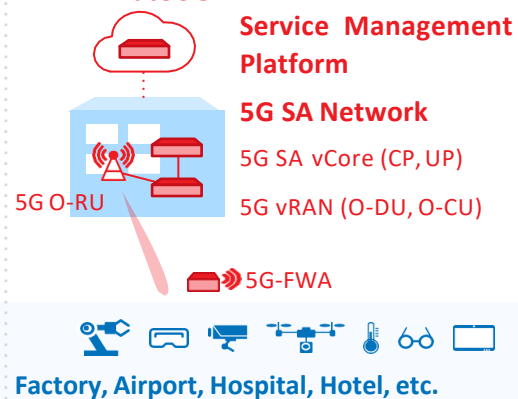 Service Management
Platform
5G SA Network
5G SA vCore (CP, UP)
5G O-RU
5G vRAN (O-DU, O-CU)
5G-FWA
Factory, Airport, Hospital, Hotel, etc.